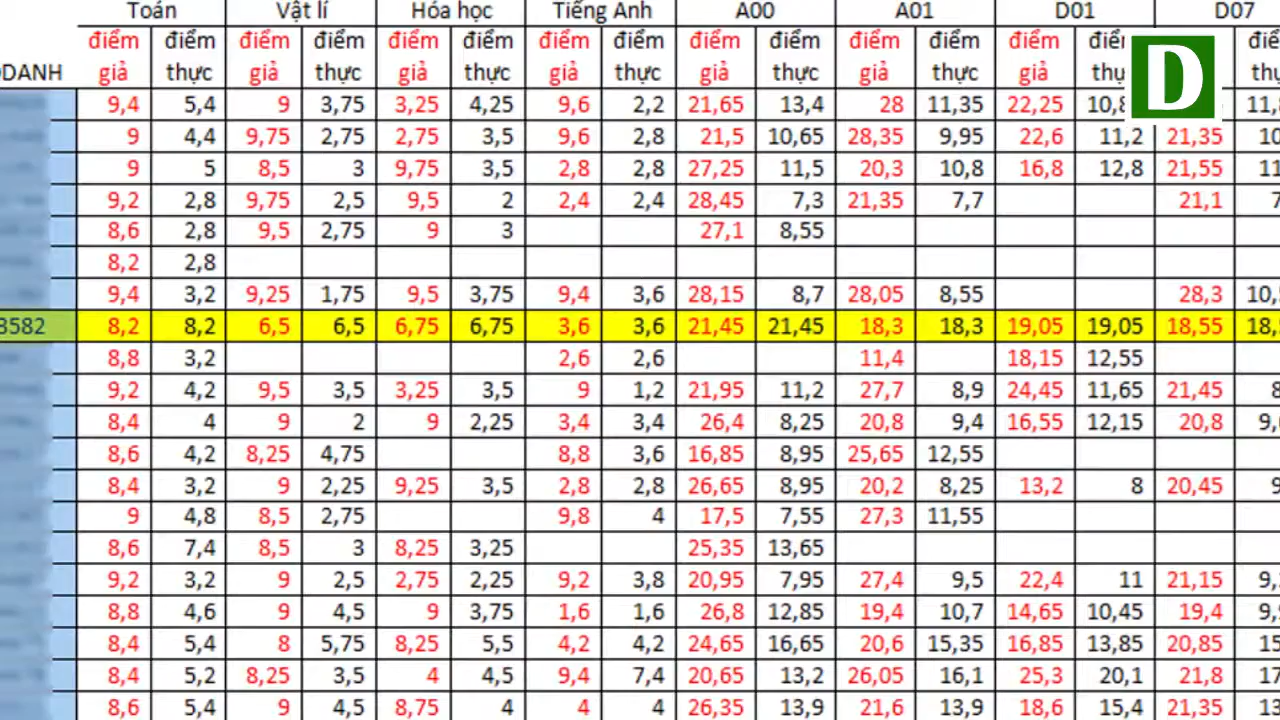 Toán Vật lí Hóa học Tiếng Anh A00 A01 D01 D07
điểm điểm điểm điểm điểm điểm điểm điểm điểm điểm điểm điểm điểm
giả thực giả thực giả thực giả thực giả thực giả thực giả giả
D
9,4 5,4 9 3,75 3,25 4,25 9,6 2,2 21,65 13,4 28 11,35 22,25
9 4,4 9,75 2,75 2,75 3,5 9,6 2,8 21,5 10,65 28,35 9,95 22,6 11,2 21,35
9 5 8,5 3 9,75 3,5 2,8 2,8 27,25 11,5 20,3 10,8 16,8 12,8 21,55
9,2 2,8 9,75 2,5 9,5 2 2,4 2,4 28,45 7,3 21,35 7,7 21,1
8,6 2,8 9,5 2,75 9 3 27,1 8,55
8,2 2,8
9,4 3,2 9,25 1,75 9,5 3,75 9,4 3,6 28,15 8,7 28,05 8,55 28,3
3582 8,2 8,2 6,5 6,5 6,75 6,75 3,6 3,6 21,45 21,45 18,3 18,3 19,05 19,05 18,55
8,8 3,2 2,6 2,6 11,4 18,15 12,55
9,2 4,2 9,5 3,5 3,25 3,5 9 1,2 21,95 11,2 27,7 8,9 24,45 11,65 21,45
8,4 4 9 2 9 2,25 3,4 3,4 26,4 8,25 20,8 9,4 16,55 12,15 20,8
8,6 4,2 8,25 4,75 8,8 3,6 16,85 8,95 25,65 12,55
8,4 3,2 9 2,25 9,25 3,5 2,8 2,8 26,65 8,95 20,2 8,25 13,2 8 20,45
9 4,8 8,5 2,75 9,8 4 17,5 7,55 27,3 11,55
8,6 7,4 8,5 3 8,25 3,25 25,35 13,65
9,2 3,2 9 2,5 2,75 2,25 9,2 3,8 20,95 7,95 27,4 9,5 22,4 11 21,15
8,8 4,6 9 4,5 9 3,75 1,6 1,6 26,8 12,85 19,4 10,7 14,65 10,45 19,4
8,4 5,4 8 5,75 8,25 5,5 4,2 4,2 24,65 16,65 20,6 15,35 16,85 13,85 20,85
8,4 5,2 8,25 3,5 4 4,5 9,4 7,4 20,65 13,2 26,05 16,1 25,3 20,1 21,8
8,6 5,4 9 4,5 8,75 4 4 4 26,35 13,9 21,6 13,9 18,6 15,4 21,35